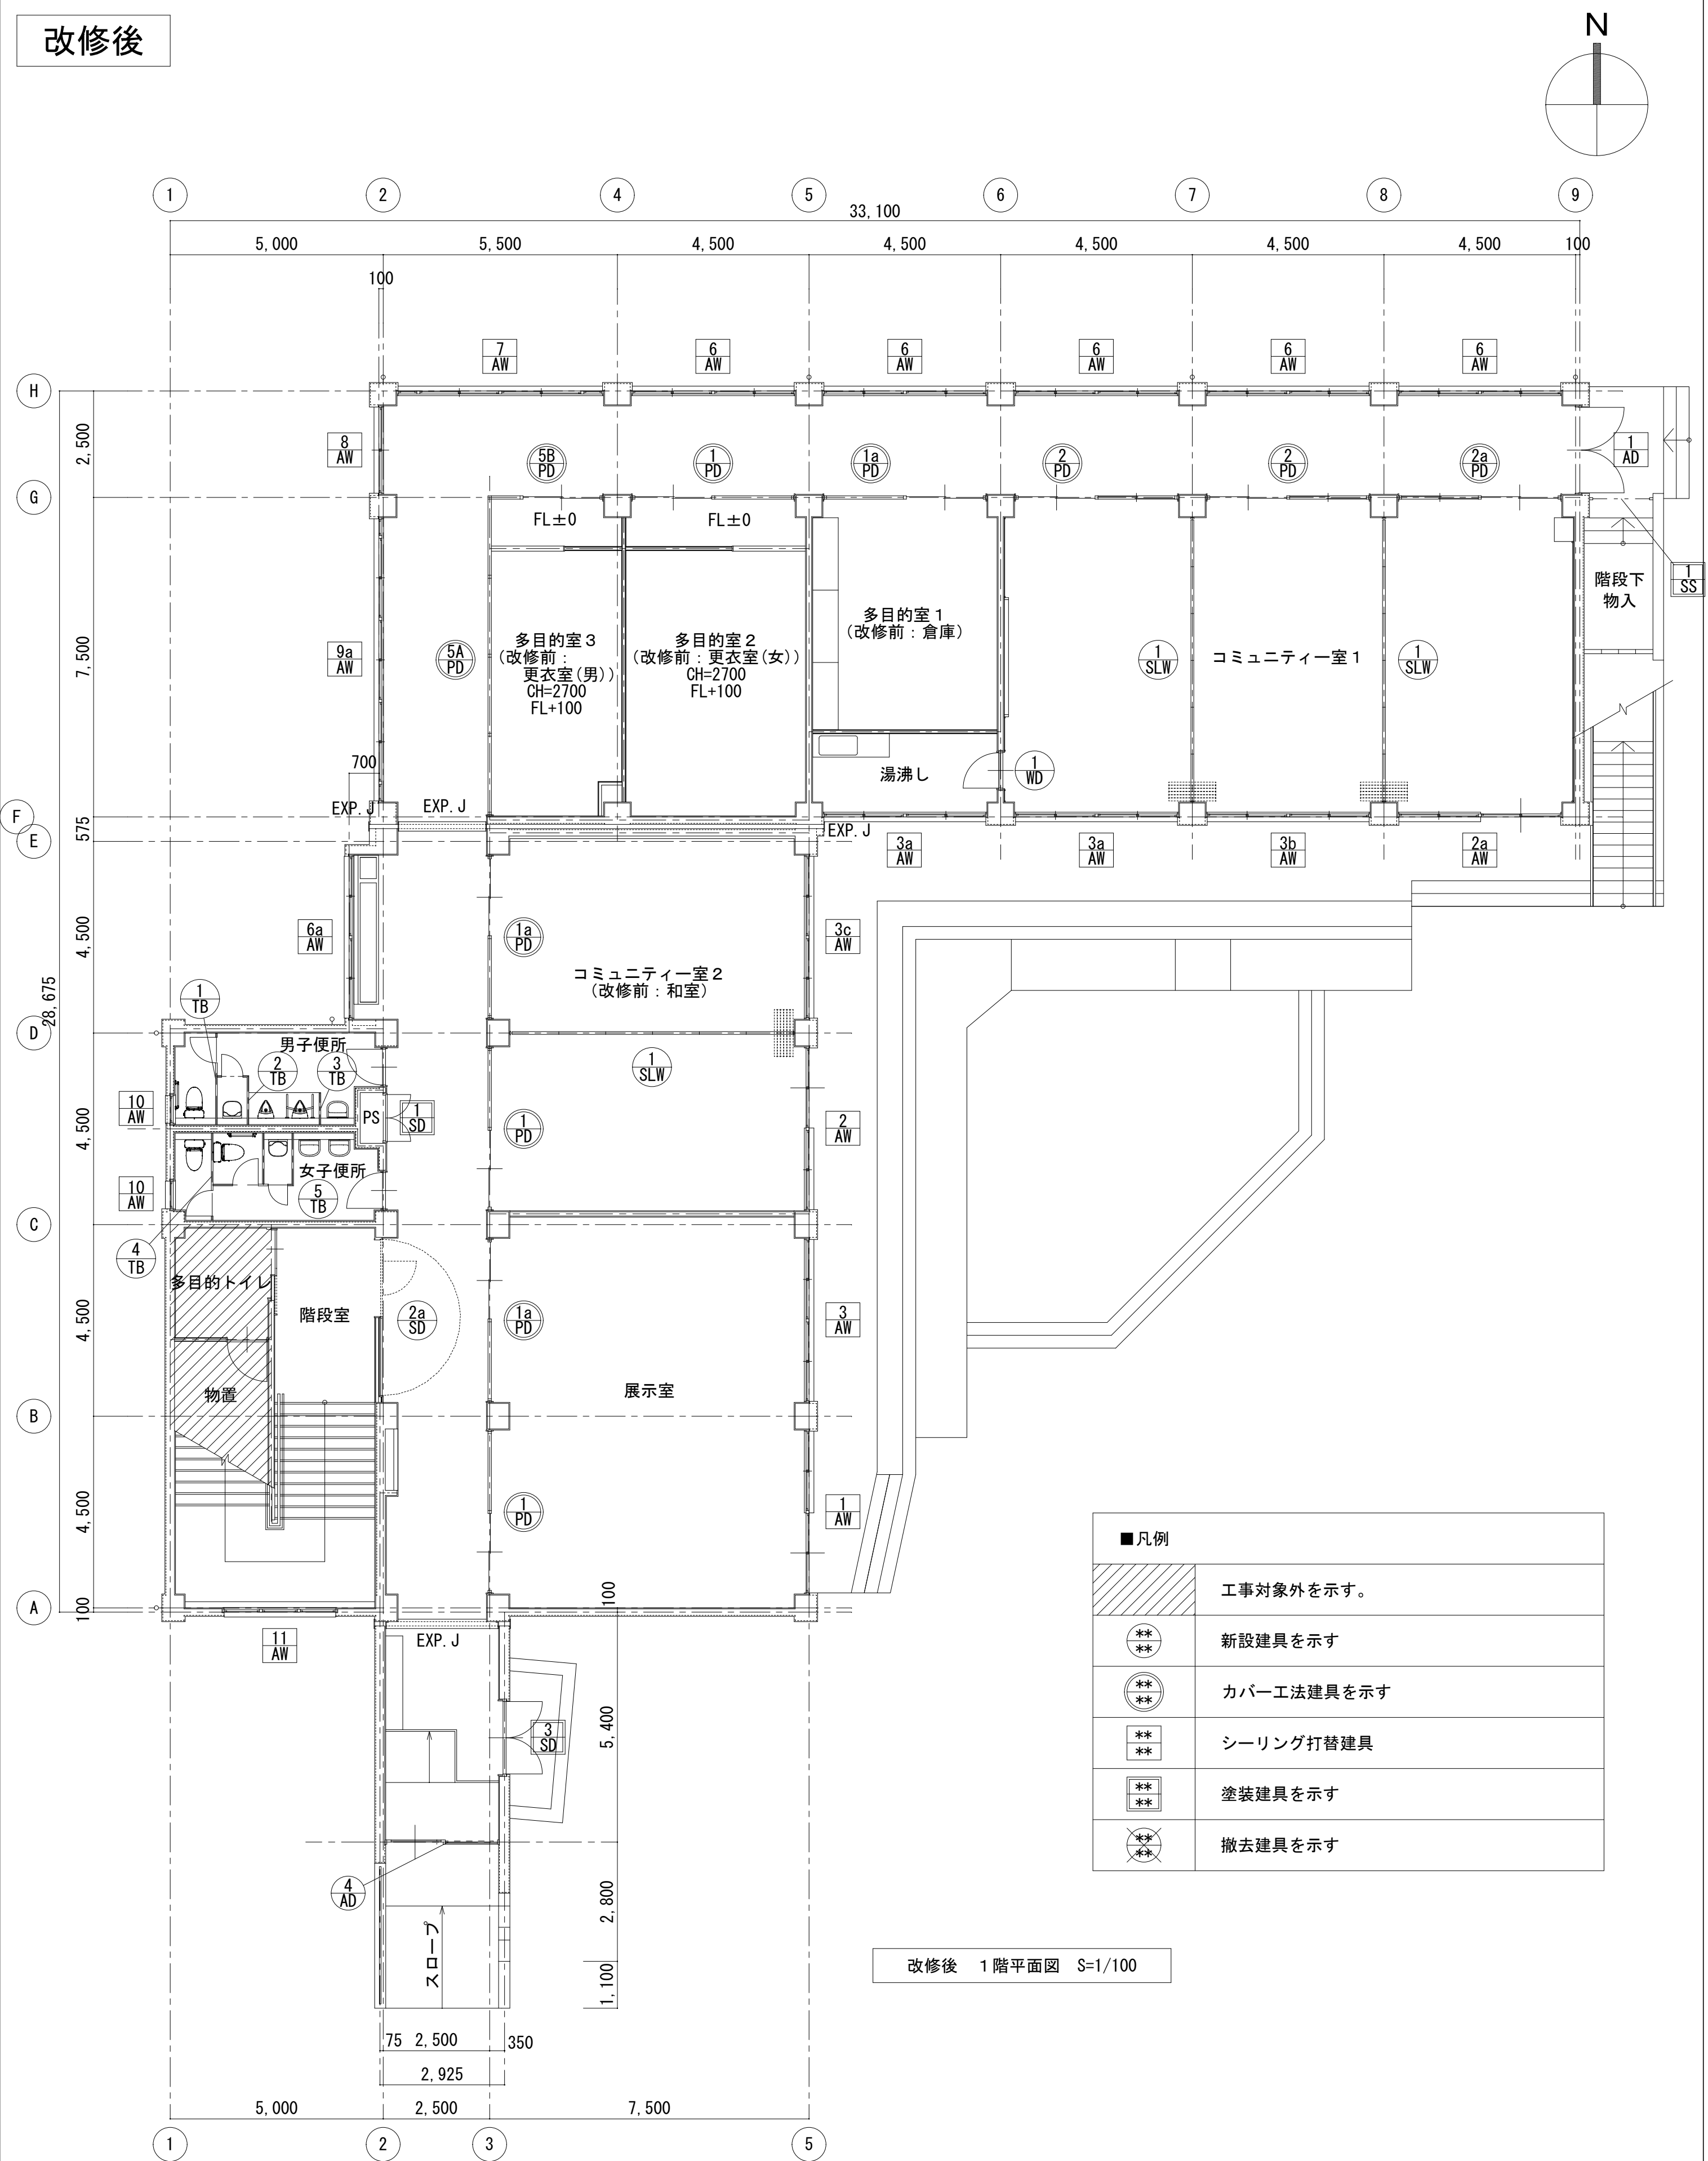 改修後
N
1 2 4 5 6 7 8 9
33,100
5,000 5,500 4,500 4,500 4,500 4,500 4,500 100
100
7
AW
6
AW
6
AW
6
AW
6
AW
6
AW
H
2,500
8
AW
5B
PD
1
PD
1a
PD
2
PD
2
PD
2a
PD
1
AD
G
FL±0
FL±0
7,500
9a
AW
5A
PD
多目的室3
(改修前:
更衣室(男))
CH=2700
FL+100
多目的室2
(改修前:更衣室(女))
CH=2700
FL+100
多目的室1
(改修前:倉庫)
1
SLW
コミュニティー室1
1
SLW
階段下
物入
1
SS
湯沸し
1
WD
700
EXP.J
EXP.J
EXP.J
F
575
E
3a
AW
3a
AW
3b
AW
2a
AW
4,500
6a
AW
1a
PD
3c
AW
コミュニティー室2
(改修前:和室)
28,675
1
TB
D
男子便所
2
TB
3
TB
1
SLW
10
AW
PS
1
SD
4,500
1
PD
2
AW
10
AW
女子便所
5
TB
C
4
TB
多目的トイレ
階段室
2a
SD
4,500
1a
PD
3
AW
物置
展示室
B
4,500
1
PD
1
AW
100
A
100
11
AW
EXP.J
3
SD
5,400
4
AD
スロープ
2,800
1,100
75 2,500 350
2,925
5,000 2,500 7,500
1 2 3 5
■凡例
工事対象外を示す。
**
**
新設建具を示す
**
**
カバー工法建具を示す
**
**
シーリング打替建具
**
**
塗装建具を示す
**
**
撤去建具を示す
改修後 1階平面図 S=1/100